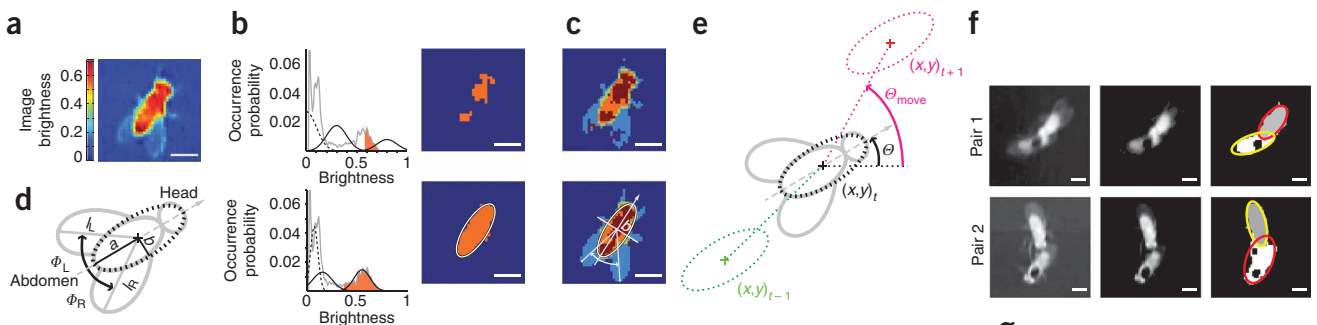 a
Image
brightness
0.6
0.4
0.2
0
b
Occurrence
probability
0.06
0.04
0.02
0
0.5
1
Brightness
Occurrence
probability
0.06
0.04
0.02
0
0.5
1
Brightness
c
b
d
Head
Abdomen
a
b
lL
lR
ΦL
ΦR
e
(x,y)t + 1
Θmove
Θ
(x,y)t
(x,y)t – 1
f
Pair 1
Pair 2